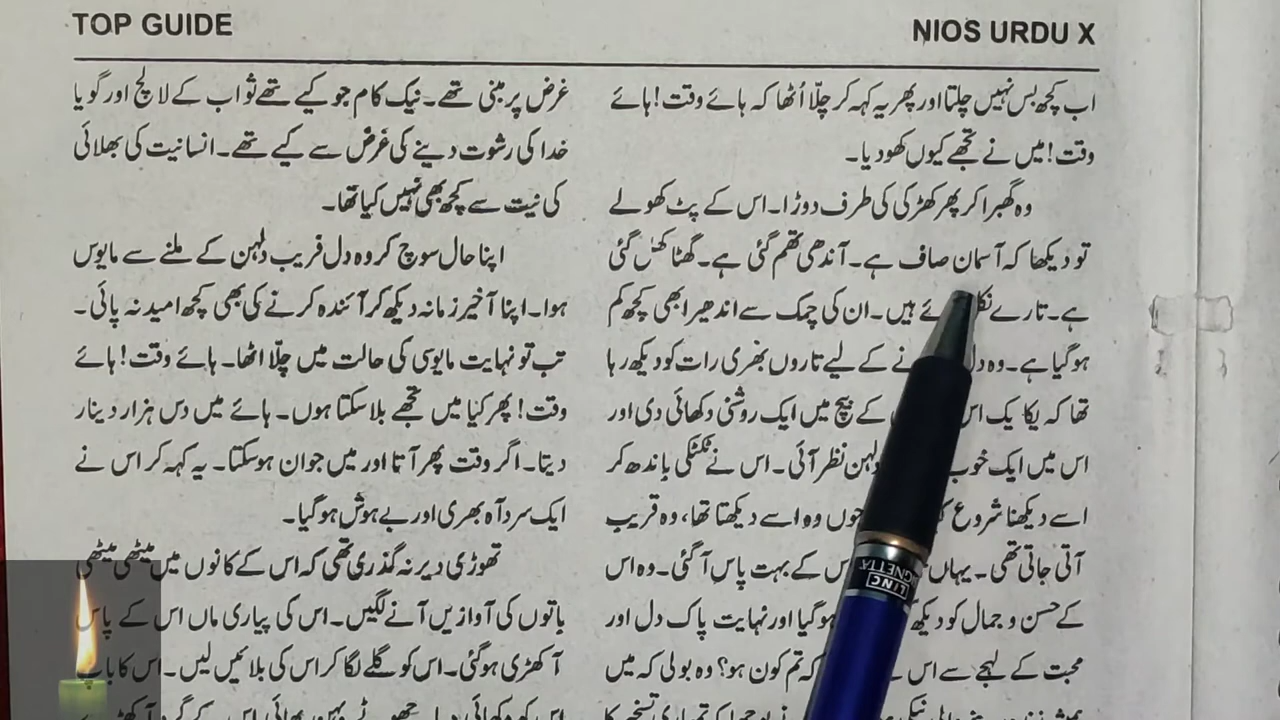 TOP GUIDE
NIOS URDU X
اب کچھ بس نہیں چلتا اور پھر یہ کہہ کر چلّا اُٹھا کہ ہائے وقت! ہائے
وقت! میں نے تجھے کیوں کھو دیا۔
وہ گھبرا کر پھر کھڑکی کی طرف دوڑا۔ اس کے پٹ کھولے
تو دیکھا کہ آسمان صاف ہے۔ آندھی تھم گئی ہے۔ گھٹا کھل گئی
ہے۔ تارے ہیں۔ ان کی چمک سے اندھیرا بھی کچھ کم
ہوگیا ہے۔ وہ کے لیے تاروں بھری رات کو دیکھ رہا
تھا کہ یکا یک کے بیچ میں ایک روشنی دکھائی دی اور
اس میں ایک نظر آئی۔ اس نے ٹکٹکی باندھ کر
اسے دیکھنا شروع وہ اسے دیکھتا تھا، وہ قریب
آتی جاتی تھی۔ یہاں کے بہت پاس آگئی۔ وہ اس
کے حسن و جمال کو دیکھ ہوگیا اور نہایت پاک دل اور
محبت کے لہجے سے اس کہ تم کون ہو؟ وہ بولی کہ میں
غرض پر مبنی تھے۔ نیک کام جو کیے تھے ثواب کے لالچ اور گویا
خدا کی رشوت دینے کی غرض سے کیے تھے۔ انسانیت کی بھلائی
کی نیت سے کچھ بھی نہیں کیا تھا۔
اپنا حال سوچ کر وہ دل فریب دلہن کے ملنے سے مایوس
ہوا۔ اپنا آخیر زمانہ دیکھ کر آئندہ کرنے کی بھی کچھ امید نہ پائی۔
تب تو نہایت مایوسی کی حالت میں چلّا اٹھا۔ ہائے وقت! ہائے
وقت! پھر کیا میں تجھے بلا سکتا ہوں۔ ہائے میں دس ہزار دینار
دیتا۔ اگر وقت پھر آتا اور میں جوان ہوسکتا۔ یہ کہہ کر اس نے
ایک سرد آہ بھری اور بے ہوش ہوگیا۔
تھوڑی دیر نہ گذری تھی کہ اس کے کانوں میں میٹھی میٹھی
باتوں کی آوازیں آنے لگیں۔ اس کی پیاری ماں اس کے پاس
آ کھڑی ہوگئی۔ اس کو گلے لگا کر اس کی بلائیں لیں۔ اس کا
LINC